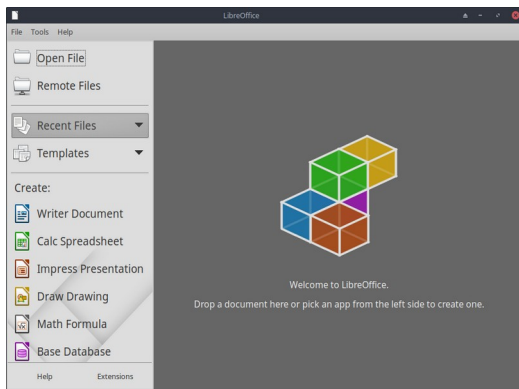 LibreOffice
File Tools Help
Open File
Remote Files
Recent Files
Templates
Create:
Writer Document
Calc Spreadsheet
Impress Presentation
Draw Drawing
Math Formula
Base Database
Help Extensions
Welcome to LibreOffice.
Drop a document here or pick an app from the left side to create one.